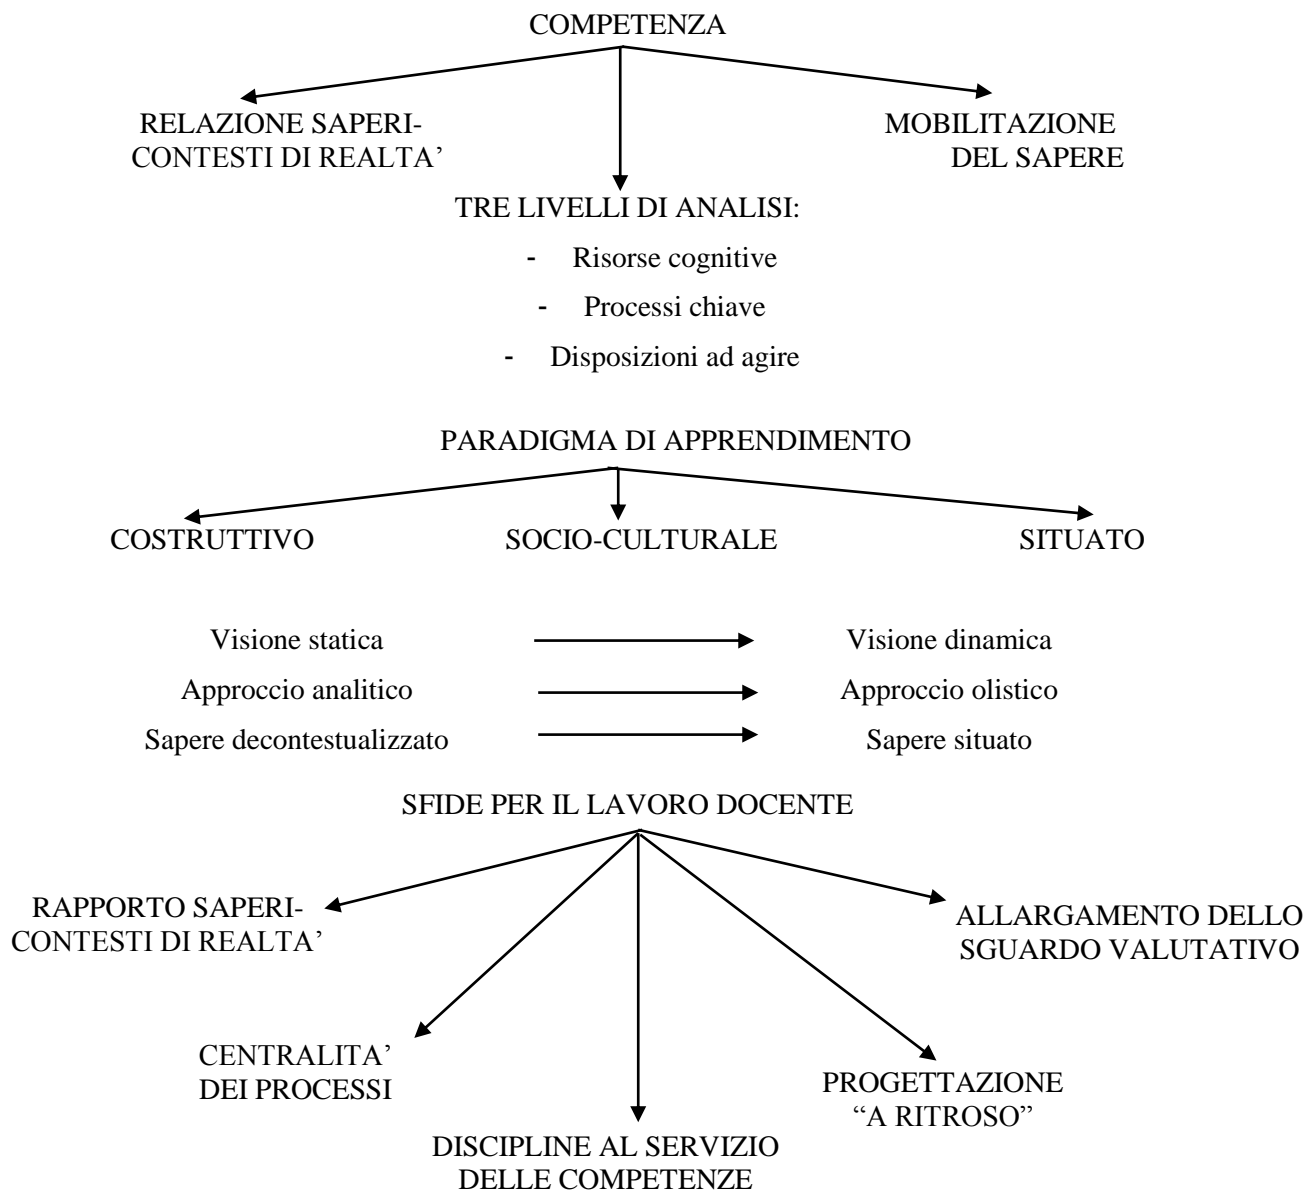 COMPETENZA
RELAZIONE SAPERI-
CONTESTI DI REALTA’
MOBILITAZIONE
DEL SAPERE
TRE LIVELLI DI ANALISI:
- Risorse cognitive
- Processi chiave
- Disposizioni ad agire
PARADIGMA DI APPRENDIMENTO
COSTRUTTIVO
SOCIO-CULTURALE
SITUATO
Visione statica
Visione dinamica
Approccio analitico
Approccio olistico
Sapere decontestualizzato
Sapere situato
SFIDE PER IL LAVORO DOCENTE
RAPPORTO SAPERI-
CONTESTI DI REALTA’
ALLARGAMENTO DELLO
SGUARDO VALUTATIVO
CENTRALITA’
DEI PROCESSI
PROGETTAZIONE
“A RITROSO”
DISCIPLINE AL SERVIZIO
DELLE COMPETENZE